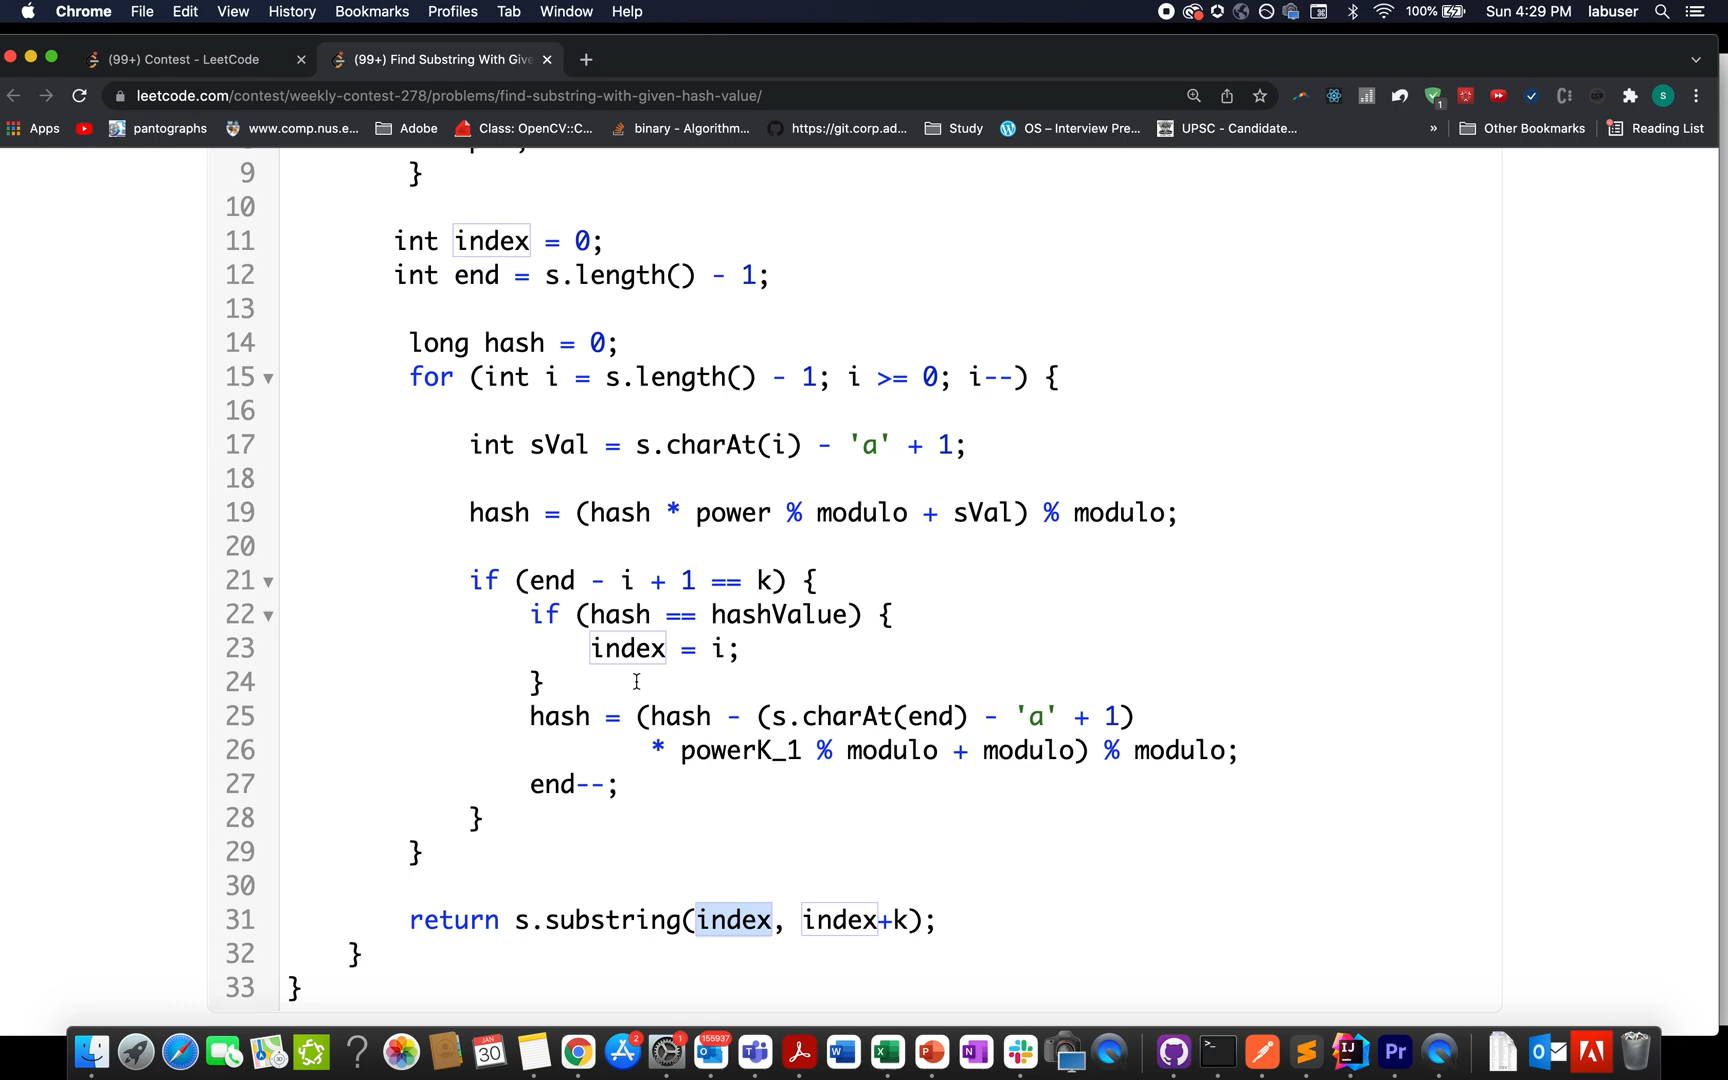 Chrome File Edit View History Bookmarks Profiles Tab Window Help 100% Sun 4:29 PM labuser
(99+) Contest - LeetCode (99+) Find Substring With Give
leetcode.com/contest/weekly-contest-278/problems/find-substring-with-given-hash-value/
Apps pantographs www.comp.nus.e... Adobe Class: OpenCV::C... binary - Algorithm... https://git.corp.ad... Study OS – Interview Pre... UPSC - Candidate... » Other Bookmarks Reading List
9 }
10
11 int index = 0;
12 int end = s.length() - 1;
13
14 long hash = 0;
15 for (int i = s.length() - 1; i >= 0; i--) {
16
17 int sVal = s.charAt(i) - 'a' + 1;
18
19 hash = (hash * power % modulo + sVal) % modulo;
20
21 if (end - i + 1 == k) {
22 if (hash == hashValue) {
23 index = i;
24 }
25 hash = (hash - (s.charAt(end) - 'a' + 1)
26 * powerK_1 % modulo + modulo) % modulo;
27 end--;
28 }
29 }
30
31 return s.substring(index, index+k);
32 }
33 }